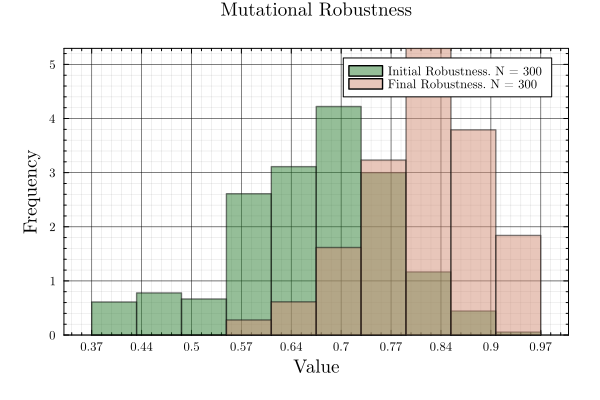 Mutational Robustness
Initial Robustness. N = 300
Final Robustness. N = 300
Frequency
5
4
3
2
1
0
0.37 0.44 0.5 0.57 0.64 0.7 0.77 0.84 0.9 0.97
Value